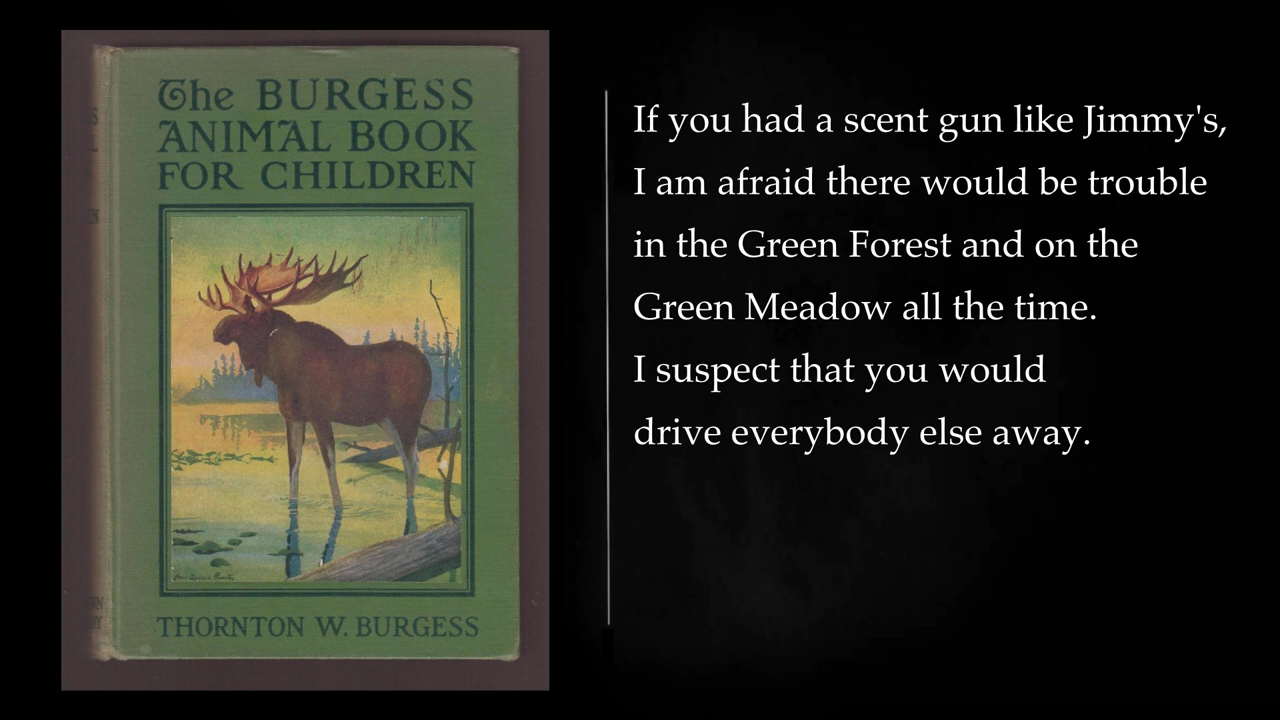 The BURGESS
ANIMAL BOOK
FOR CHILDREN
THORNTON W. BURGESS
If you had a scent gun like Jimmy's,
I am afraid there would be trouble
in the Green Forest and on the
Green Meadow all the time.
I suspect that you would
drive everybody else away.